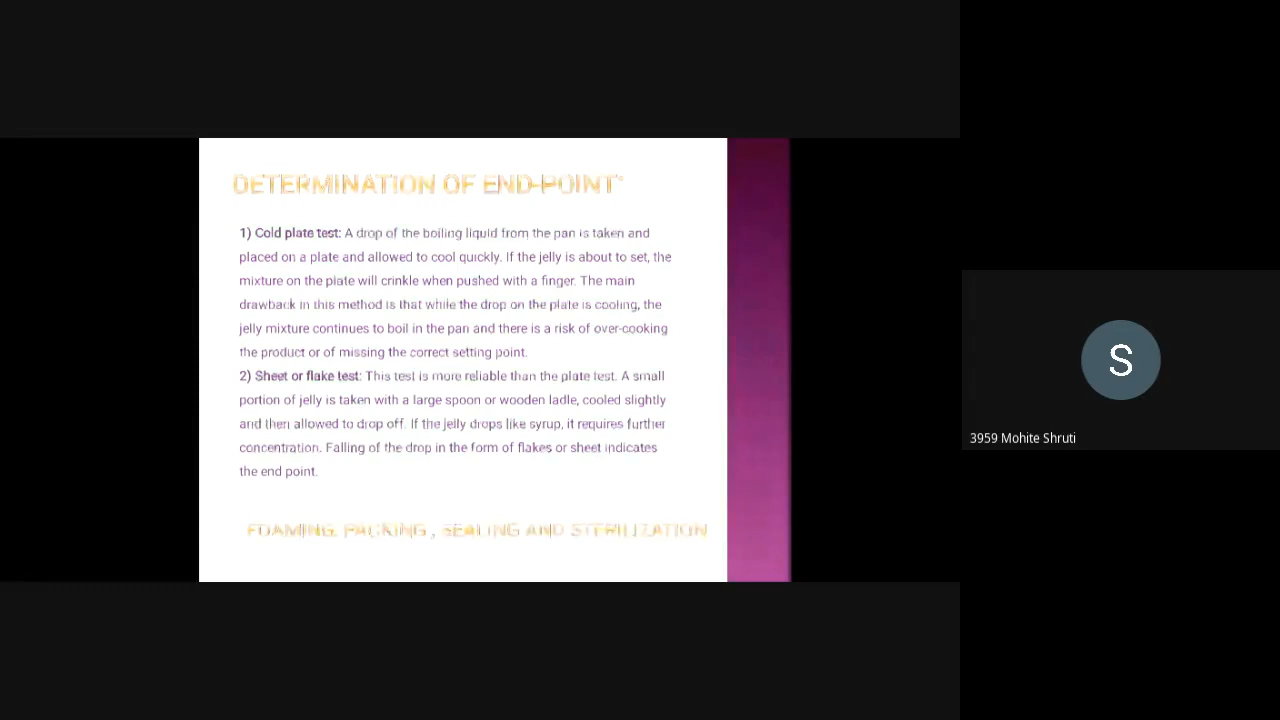 DETERMINATION OF END-POINT
1) Cold plate test: A drop of the boiling liquid from the pan is taken and
placed on a plate and allowed to cool quickly. If the jelly is about to set, the
mixture on the plate will crinkle when pushed with a finger. The main
drawback in this method is that while the drop on the plate is cooling, the
jelly mixture continues to boil in the pan and there is a risk of over-cooking
the product or of missing the correct setting point.
2) Sheet or flake test: This test is more reliable than the plate test. A small
portion of jelly is taken with a large spoon or wooden ladle, cooled slightly
and then allowed to drop off. If the jelly drops like syrup, it requires further
concentration. Falling of the drop in the form of flakes or sheet indicates
the end point.
FOAMING, PACKING , SEALING AND STERILIZATION
S
3959 Mohite Shruti